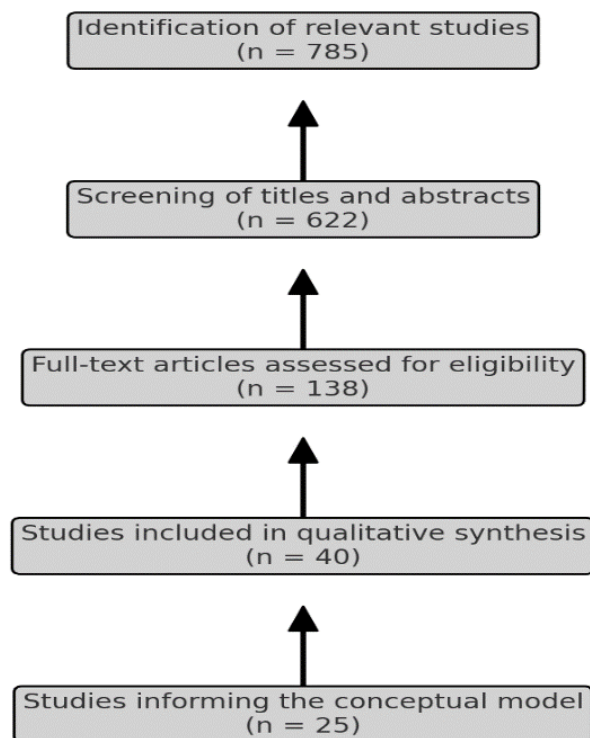 Identification of relevant studies
(n = 785)
Screening of titles and abstracts
(n = 622)
Full-text articles assessed for eligibility
(n = 138)
Studies included in qualitative synthesis
(n = 40)
Studies informing the conceptual model
(n = 25)